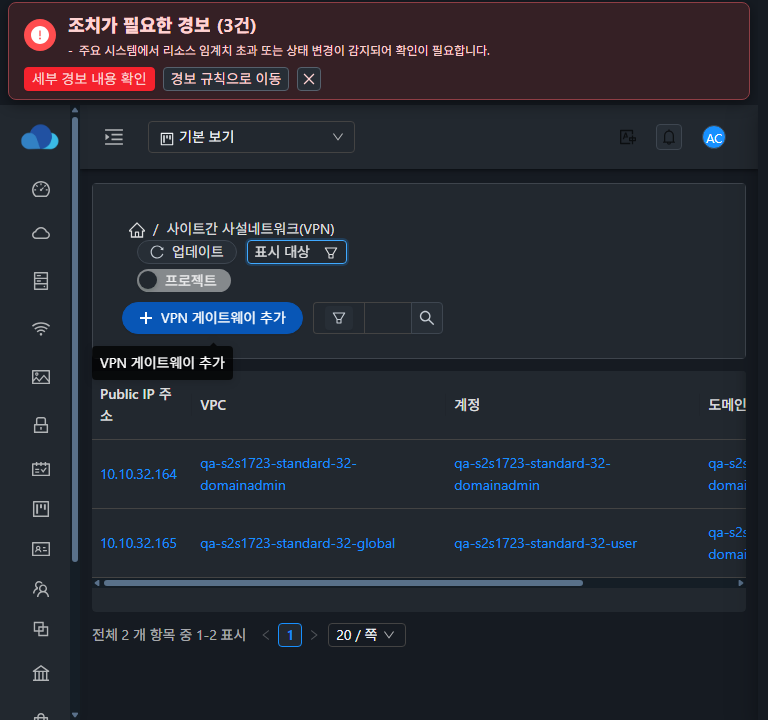 조치가 필요한 경보 (3건)
- 주요 시스템에서 리소스 임계치 초과 또는 상태 변경이 감지되어 확인이 필요합니다.
세부 경보 내용 확인 경보 규칙으로 이동
기본 보기
AC
/ 사이트간 사설네트워크(VPN)
업데이트 표시 대상
프로젝트
+ VPN 게이트웨이 추가
VPN 게이트웨이 추가
Public IP 주소 VPC 계정 도메인
10.10.32.164 qa-s2s1723-standard-32-domainadmin qa-s2s1723-standard-32-domainadmin qa-s2s domai
10.10.32.165 qa-s2s1723-standard-32-global qa-s2s1723-standard-32-user qa-s2s domai
전체 2 개 항목 중 1-2 표시 < 1 > 20 / 쪽